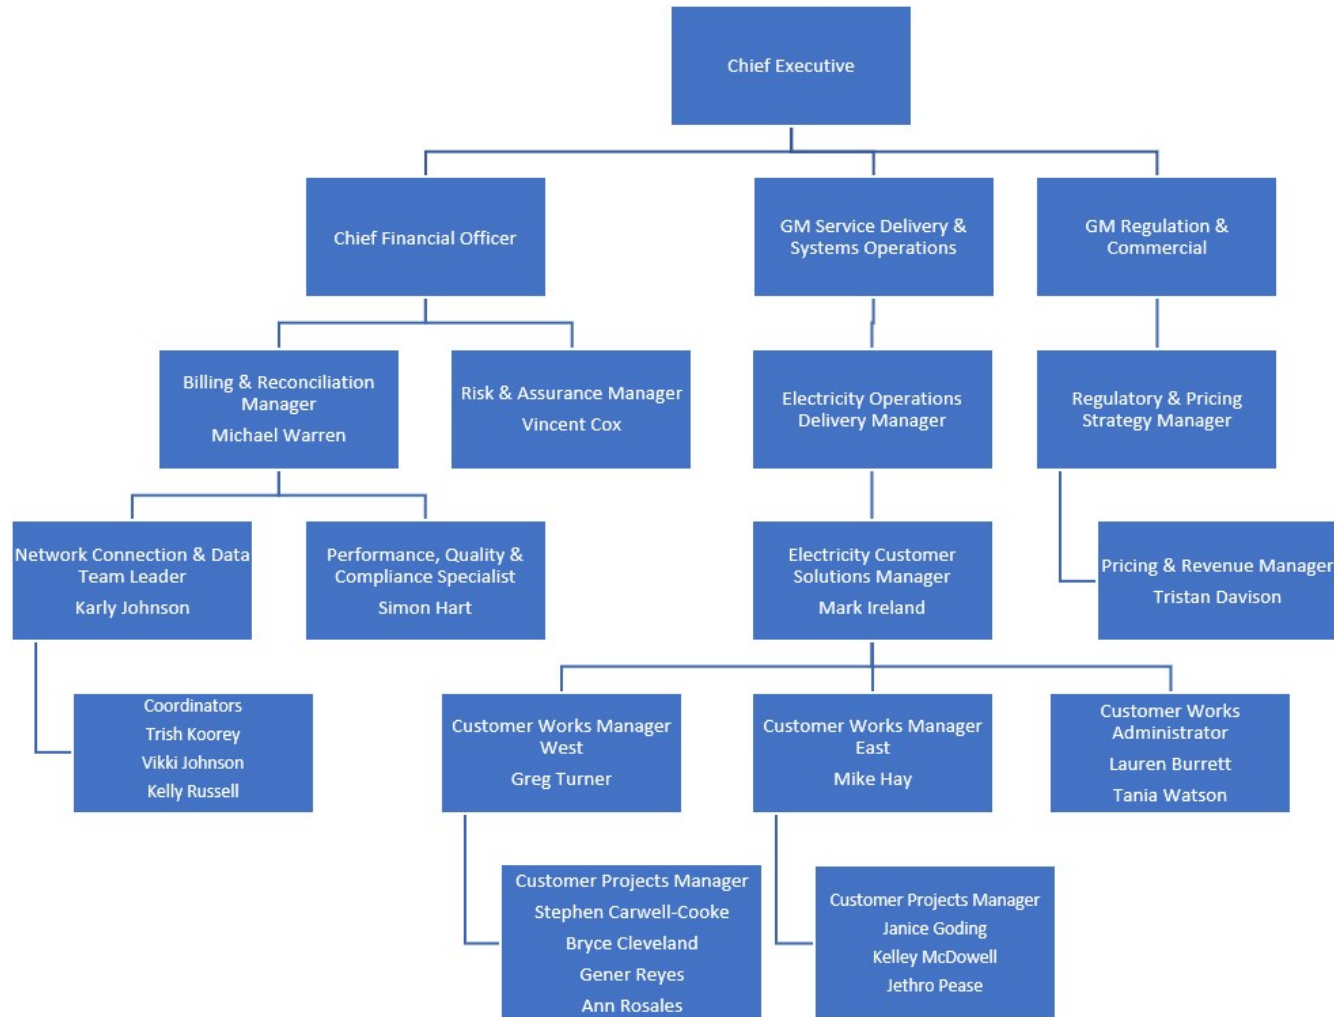 Chief Executive
Chief Financial Officer
GM Service Delivery &
Systems Operations
GM Regulation &
Commercial
Billing & Reconciliation
Manager
Michael Warren
Risk & Assurance Manager
Vincent Cox
Electricity Operations
Delivery Manager
Regulatory & Pricing
Strategy Manager
Network Connection & Data
Team Leader
Karly Johnson
Performance, Quality &
Compliance Specialist
Simon Hart
Electricity Customer
Solutions Manager
Mark Ireland
Pricing & Revenue Manager
Tristan Davison
Coordinators
Trish Koorey
Vikki Johnson
Kelly Russell
Customer Works Manager
West
Greg Turner
Customer Works Manager
East
Mike Hay
Customer Works
Administrator
Lauren Burrett
Tania Watson
Customer Projects Manager
Stephen Carwell-Cooke
Bryce Cleveland
Gener Reyes
Ann Rosales
Customer Projects Manager
Janice Goding
Kelley McDowell
Jethro Pease